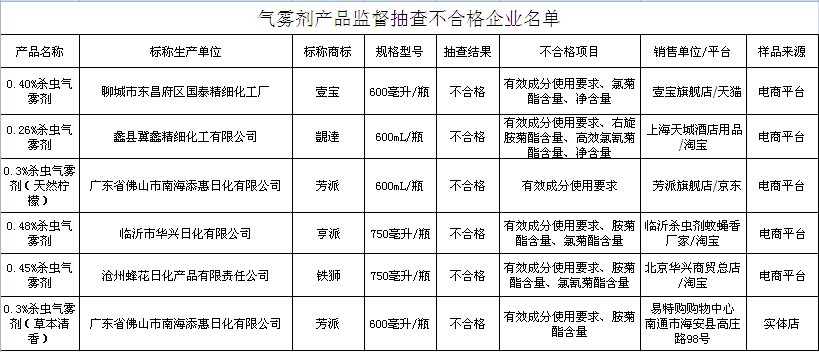 气雾剂产品监督抽查不合格企业名单
产品名称 标称生产单位 标称商标 规格型号 抽查结果 不合格项目 销售单位/平台 样品来源
0.40%杀虫气
雾剂
聊城市东昌府区国泰精细化工厂
壹宝
600毫升/瓶
不合格
有效成分使用要求、氯菊
酯含量、净含量
壹宝旗舰店/天猫
电商平台
0.26%杀虫气
雾剂
蠡县冀蠡精细化工有限公司
靓達
600mL/瓶
不合格
有效成分使用要求、右旋
胺菊酯含量、高效氯氰菊
酯含量、净含量
上海天城酒店用品
/淘宝
电商平台
0.3%杀虫气雾
剂（天然柠
檬）
广东省佛山市南海添惠日化有限公司
芳派
600mL/瓶
不合格
有效成分使用要求
芳派旗舰店/京东
电商平台
0.48%杀虫气
雾剂
临沂市华兴日化有限公司
亨派
750毫升/瓶
不合格
有效成分使用要求、胺菊
酯含量、氯菊酯含量
临沂杀虫剂蚊蝇香
厂家/淘宝
电商平台
0.45%杀虫气
雾剂
沧州蜂花日化产品有限责任公司
铁狮
750毫升/瓶
不合格
有效成分使用要求、胺菊
酯含量、氯氰菊酯含量
北京华兴商贸总店
/淘宝
电商平台
0.3%杀虫气雾
剂（草本清
香）
广东省佛山市南海添惠日化有限公司
芳派
600毫升/瓶
不合格
有效成分使用要求、胺菊
酯含量
易特购购物中心
南通市海安县高庄
路98号
实体店